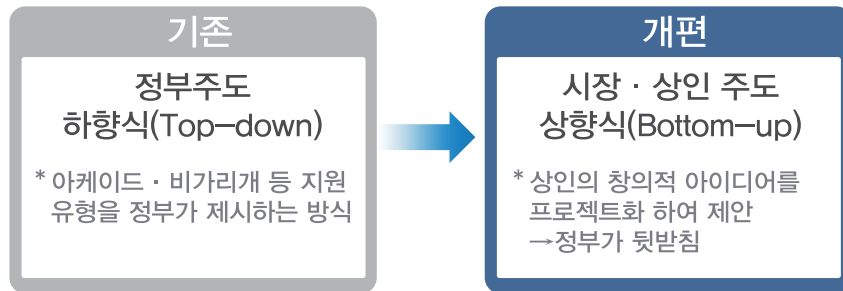 기존
정부주도
하향식(Top-down)
* 아케이드 · 비가리개 등 지원
유형을 정부가 제시하는 방식
개편
시장 · 상인 주도
상향식(Bottom-up)
* 상인의 창의적 아이디어를
프로젝트화 하여 제안
→정부가 뒷받침